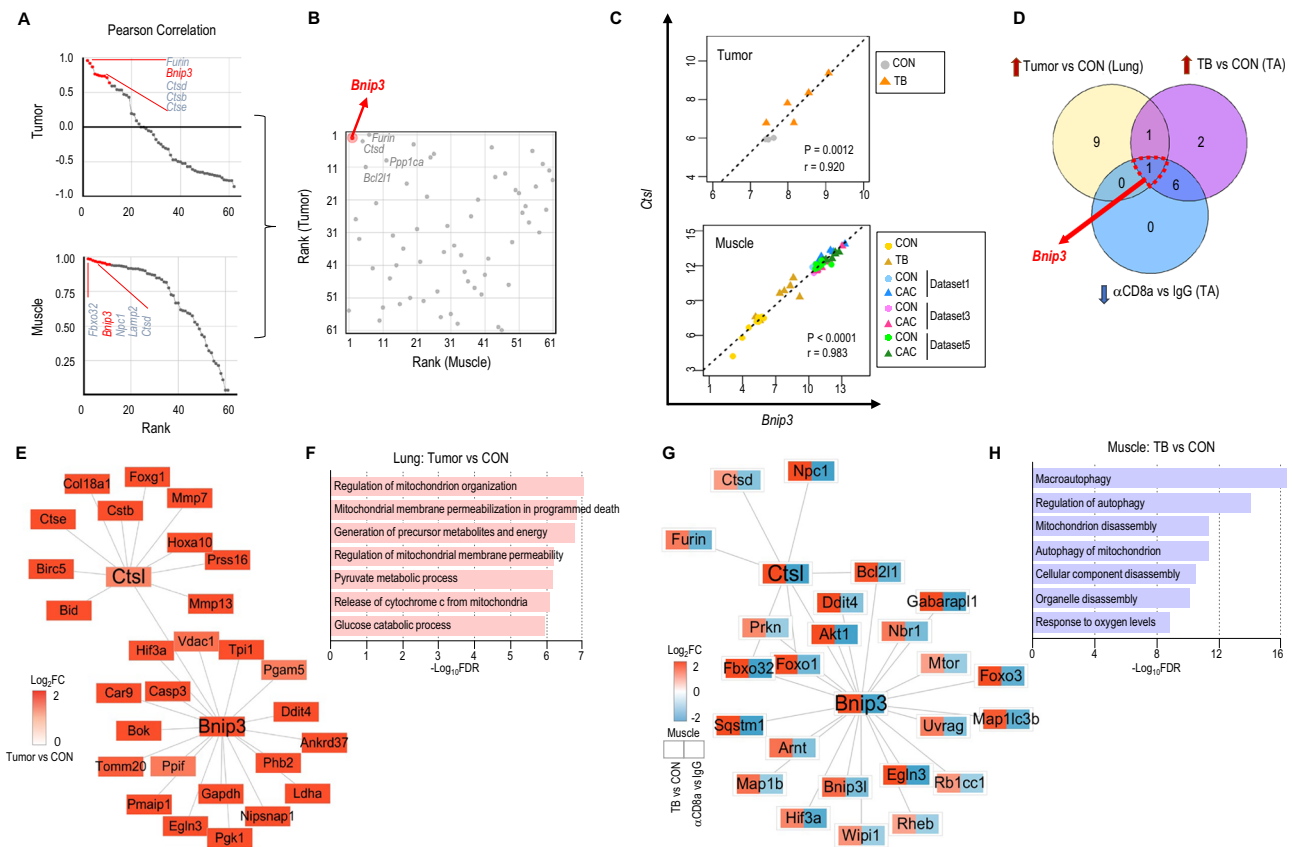 A
Pearson Correlation
1.0
0.5
0.0
-0.5
-1.0
Tumor
Furin
Bnip3
Ctsd
Ctsb
Ctse
0
20
40
60
1.00
0.75
0.50
0.25
Muscle
Fbxo32
Bnip3
Npc1
Lamp2
Ctsd
0
20
40
60
Rank
B
Bnip3
Furin
Ctsd
Ppp1ca
Bcl2l1
1
11
21
31
41
51
61
Rank (Tumor)
1
11
21
31
41
51
61
Rank (Muscle)
C
Ctsl
Tumor
10
8
6
4
P = 0.0012
r = 0.920
6
7
8
9
10
CON
TB
Muscle
15
12
9
6
3
P < 0.0001
r = 0.983
1
4
7
10
13
Bnip3
CON
TB
CON
CAC
Dataset1
CON
CAC
Dataset3
CON
CAC
Dataset5
D
Tumor vs CON (Lung)
TB vs CON (TA)
9
1
2
1
0
6
0
Bnip3
αCD8a vs IgG (TA)
E
Col18a1
Foxg1
Mmp7
Cstb
Ctse
Hoxa10
Prss16
Birc5
Ctsl
Bid
Mmp13
Vdac1
Hif3a
Tpi1
Pgam5
Car9
Casp3
Ddit4
Bnip3
Bok
Ankrd37
Tomm20
Ppif
Phb2
Pmaip1
Gapdh
Ldha
Egln3
Nipsnap1
Pgk1
Log2FC
2
0
Tumor vs CON
F
Lung: Tumor vs CON
Regulation of mitochondrion organization
Mitochondrial membrane permeabilization in programmed death
Generation of precursor metabolites and energy
Regulation of mitochondrial membrane permeability
Pyruvate metabolic process
Release of cytochrome c from mitochondria
Glucose catabolic process
0
1
2
3
4
5
6
7
-Log10FDR
G
Ctsd
Npc1
Furin
Ctsl
Bcl2l1
Ddit4
Gabarapl1
Prkn
Akt1
Nbr1
Fbxo32
Foxo1
Mtor
Foxo3
Bnip3
Sqstm1
Uvrag
Map1lc3b
Arnt
Map1b
Bnip3l
Egln3
Rb1cc1
Hif3a
Wipi1
Rheb
Log2FC
2
0
-2
Muscle
TB vs CON
αCD8a vs IgG
H
Muscle: TB vs CON
Macroautophagy
Regulation of autophagy
Mitochondrion disassembly
Autophagy of mitochondrion
Cellular component disassembly
Organelle disassembly
Response to oxygen levels
0
4
8
12
16
-Log10FDR